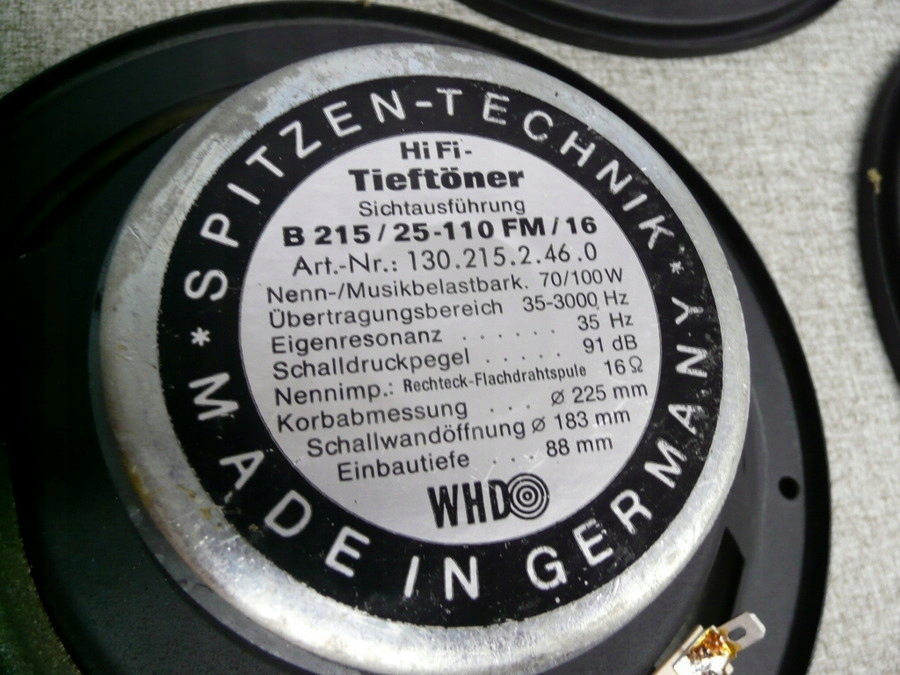 SPITZEN-TECHNIK * MADE IN GERMANY *
Hi Fi-
Tieftöner
Sichtausführung
B 215 / 25-110 FM / 16
Art.-Nr.: 130.215.2.46.0
Nenn-/Musikbelastbark. 70/100 W
Übertragungsbereich 35-3000 Hz
Eigenresonanz . . . . . . 35 Hz
Schalldruckpegel . . . . . 91 dB
Nennimp.: Rechteck-Flachdrahtspule 16 Ω
Korbabmessung . . . ø 225 mm
Schallwandöffnung ø 183 mm
Einbautiefe . . . 88 mm
WHD